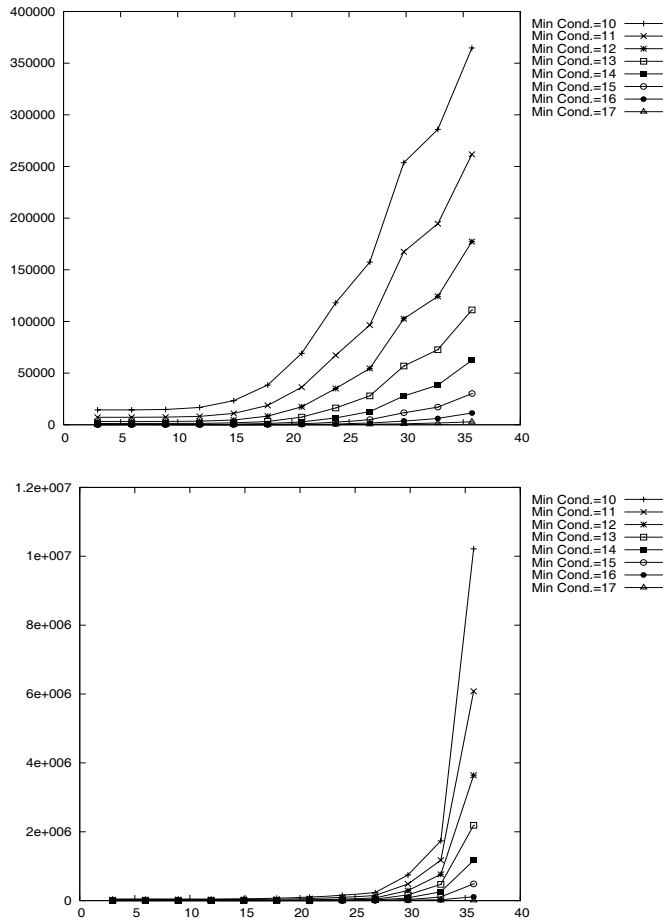 400000
350000
300000
250000
200000
150000
100000
50000
0
0 5 10 15 20 25 30 35 40
Min Cond.=10
Min Cond.=11
Min Cond.=12
Min Cond.=13
Min Cond.=14
Min Cond.=15
Min Cond.=16
Min Cond.=17
1.2e+007
1e+007
8e+006
6e+006
4e+006
2e+006
0
0 5 10 15 20 25 30 35 40
Min Cond.=10
Min Cond.=11
Min Cond.=12
Min Cond.=13
Min Cond.=14
Min Cond.=15
Min Cond.=16
Min Cond.=17